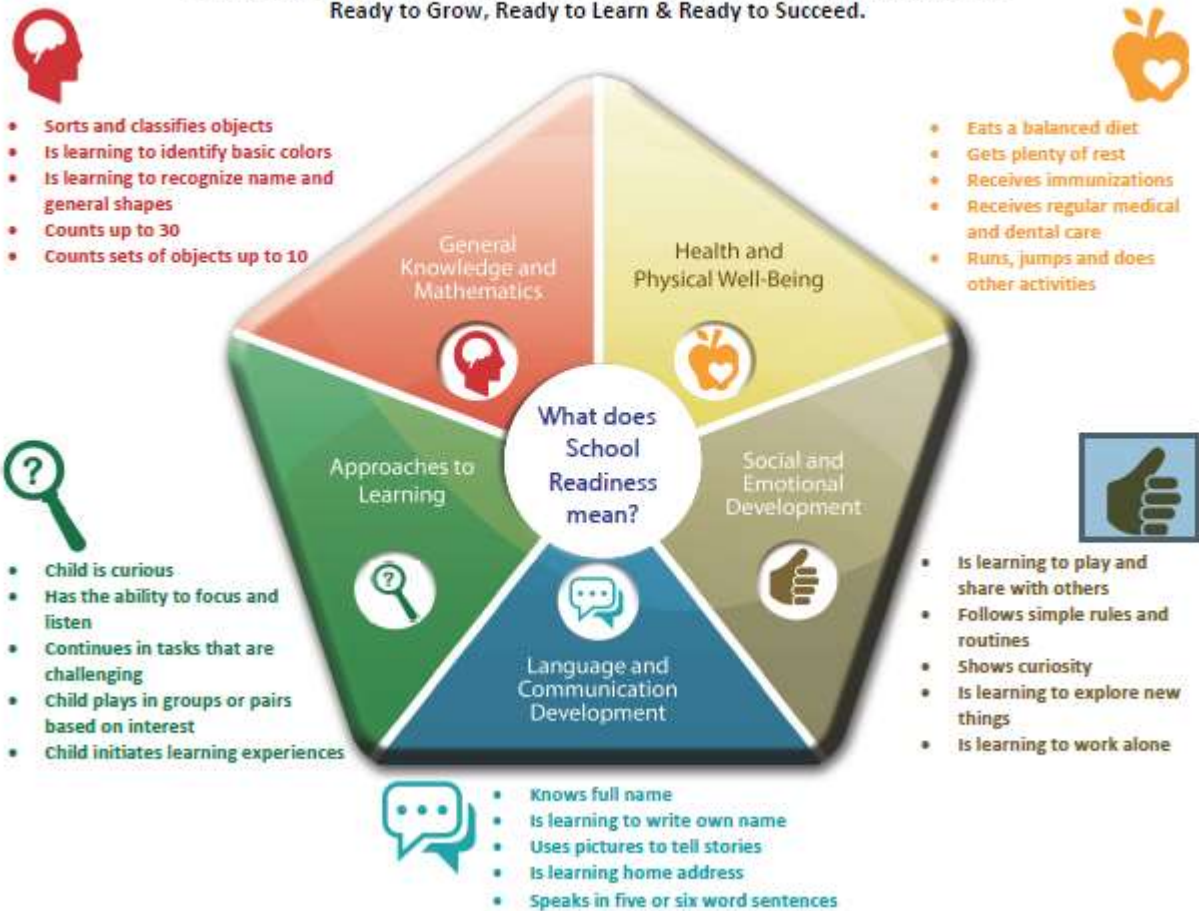 Ready to Grow, Ready to Learn & Ready to Succeed.
• Sorts and classifies objects
• Is learning to identify basic colors
• Is learning to recognize name and
general shapes
• Counts up to 30
• Counts sets of objects up to 10
• Eats a balanced diet
• Gets plenty of rest
• Receives immunizations
• Receives regular medical
and dental care
• Runs, jumps and does
other activities
General
Knowledge and
Mathematics
Health and
Physical Well-Being
What does
School
Readiness
mean?
Approaches to
Learning
Social and
Emotional
Development
Language and
Communication
Development
?
?
• Child is curious
• Has the ability to focus and
listen
• Continues in tasks that are
challenging
• Child plays in groups or pairs
based on interest
• Child initiates learning experiences
• Is learning to play and
share with others
• Follows simple rules and
routines
• Shows curiosity
• Is learning to explore new
things
• Is learning to work alone
• Knows full name
• Is learning to write own name
• Uses pictures to tell stories
• Is learning home address
• Speaks in five or six word sentences